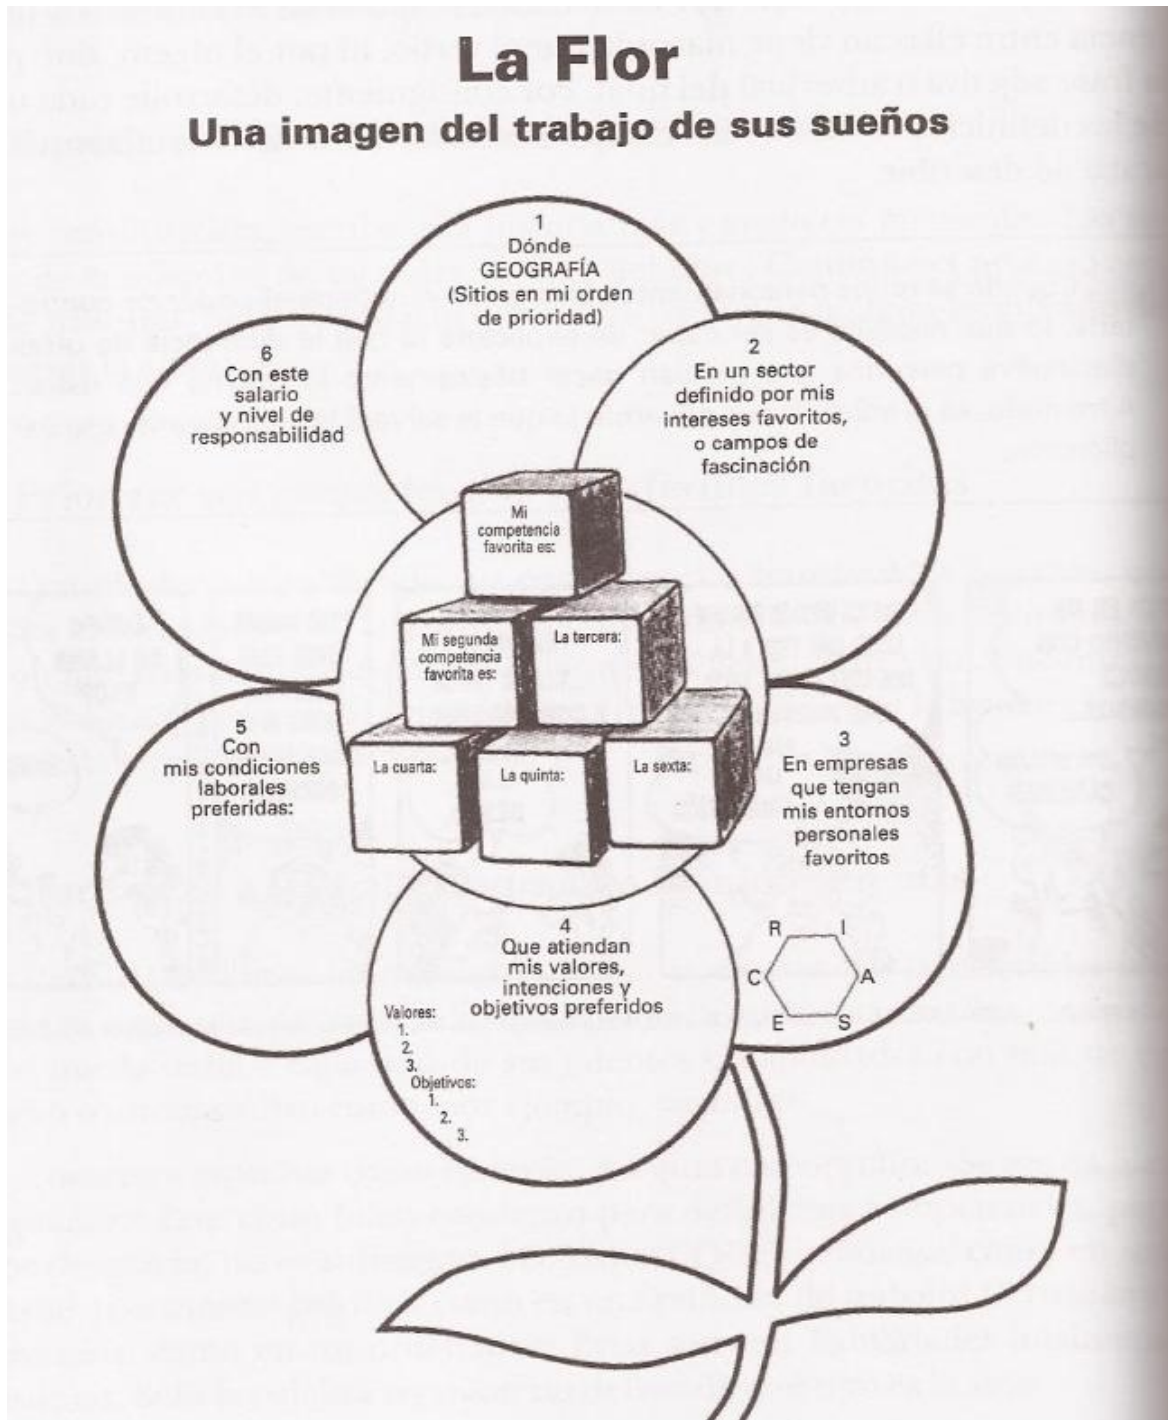 La Flor
Una imagen del trabajo de sus sueños
1
Dónde
GEOGRAFÍA
(Sitios en mi orden
de prioridad)
2
En un sector
definido por mis
intereses favoritos,
o campos de
fascinación
3
En empresas
que tengan
mis entornos
personales
favoritos
R I
C A
E S
4
Que atiendan
mis valores,
intenciones y
objetivos preferidos
Valores:
1.
2.
3.
Objetivos:
1.
2.
3.
5
Con
mis condiciones
laborales
preferidas:
6
Con este
salario
y nivel de
responsabilidad
Mi
competencia
favorita es:
Mi segunda
competencia
favorita es:
La tercera:
La cuarta:
La quinta:
La sexta: